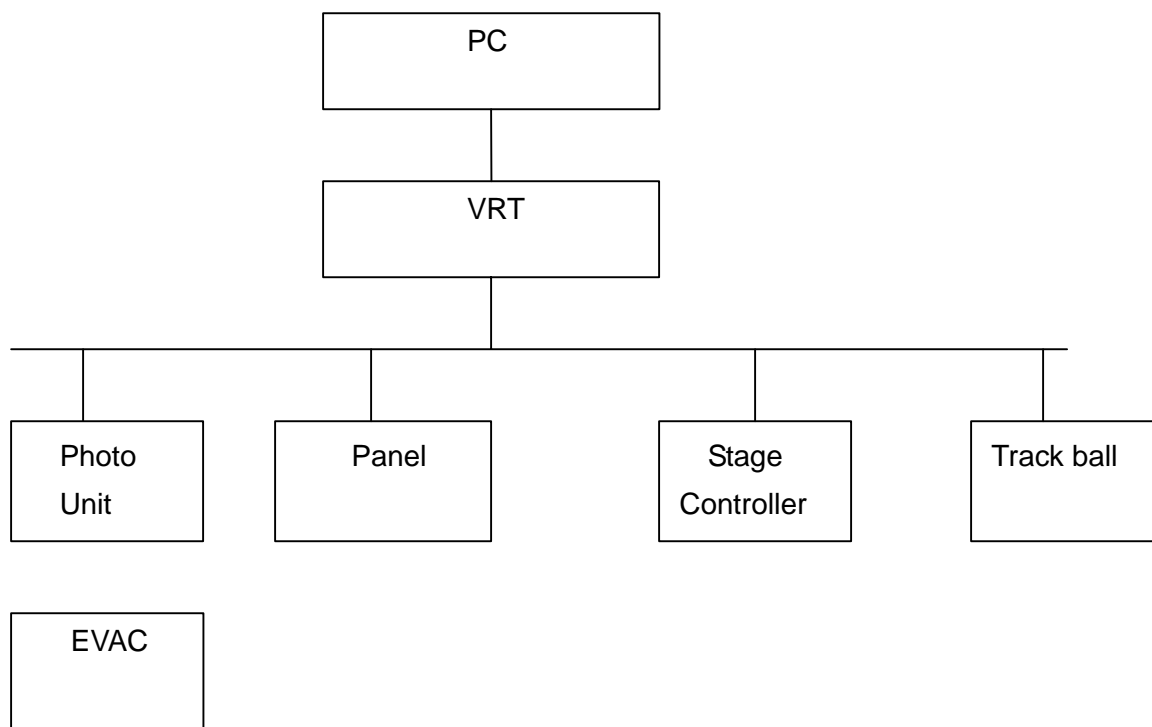 PC
VRT
Photo
Unit
Panel
Stage
Controller
Track ball
EVAC